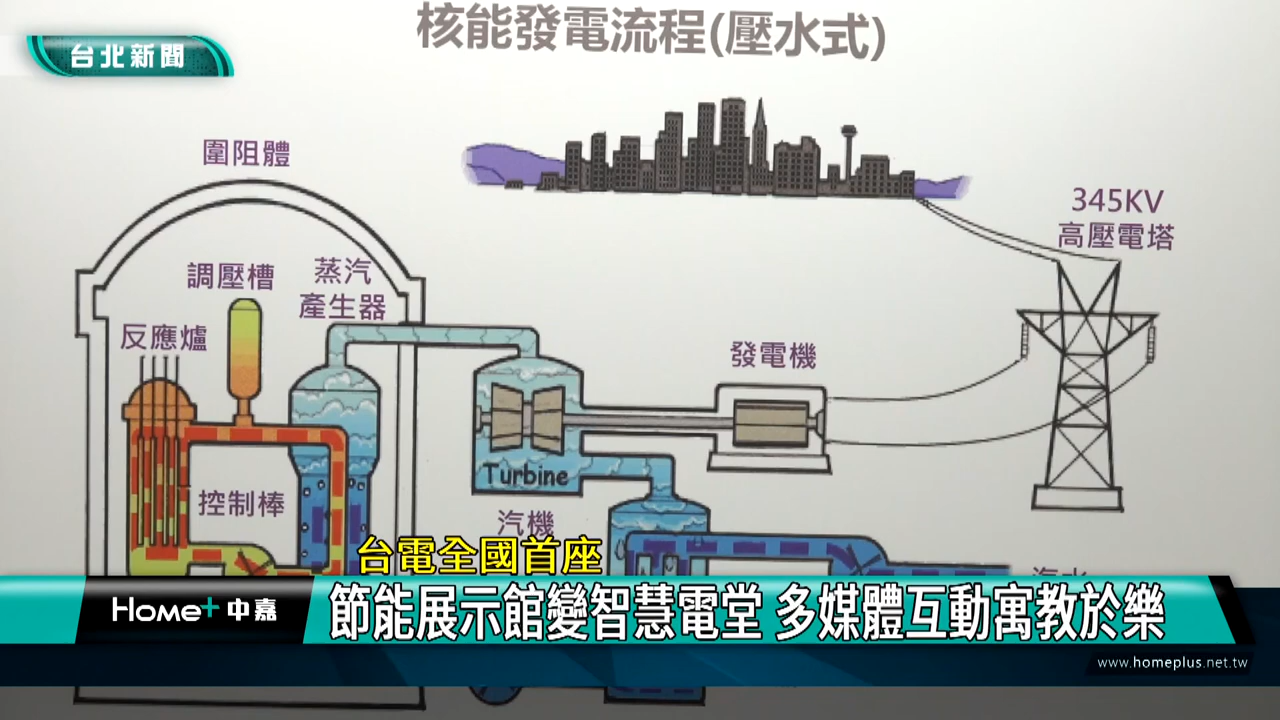 核能發電流程(壓水式)
台北新聞
圍阻體
345KV
高壓電塔
調壓槽
蒸汽
產生器
反應爐
發電機
控制棒
Turbine
汽機
台電全國首座
海水
Home+中嘉
節能展示館變智慧電堂 多媒體互動寓教於樂
www.homeplus.net.tw